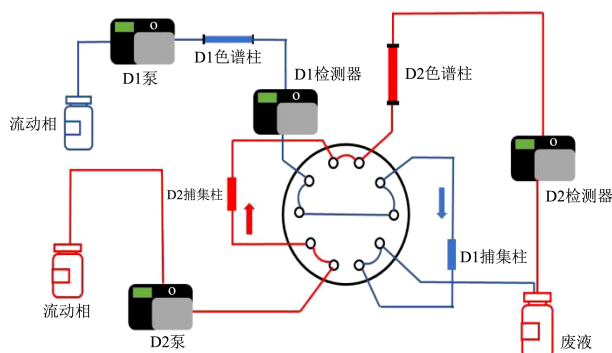 O
D1色谱柱
D1泵
D1检测器
D2色谱柱
流动相
O
O
D2捕集柱
D2检测器
D1捕集柱
流动相
O
D2泵
废液